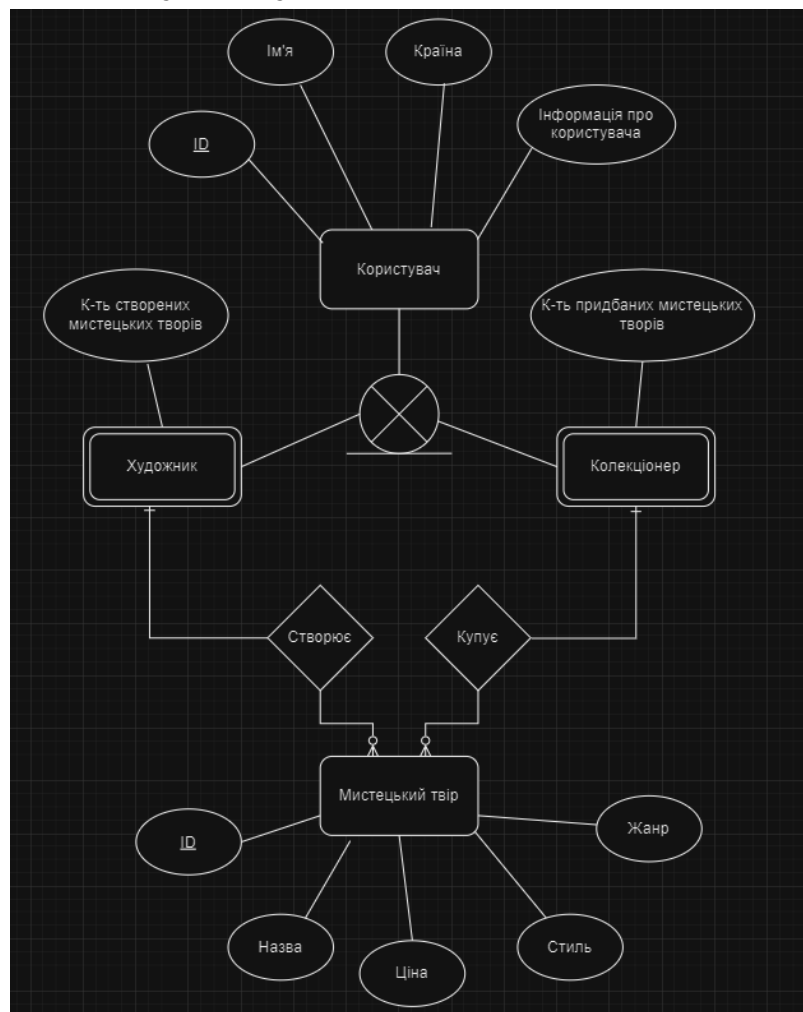 Ім'я
Країна
ID
Інформація про
користувача
Користувач
К-ть створених
мистецьких творів
К-ть придбаних мистецьких
творів
Художник
Колекціонер
Створює
Купує
Мистецький твір
ID
Жанр
Назва
Ціна
Стиль